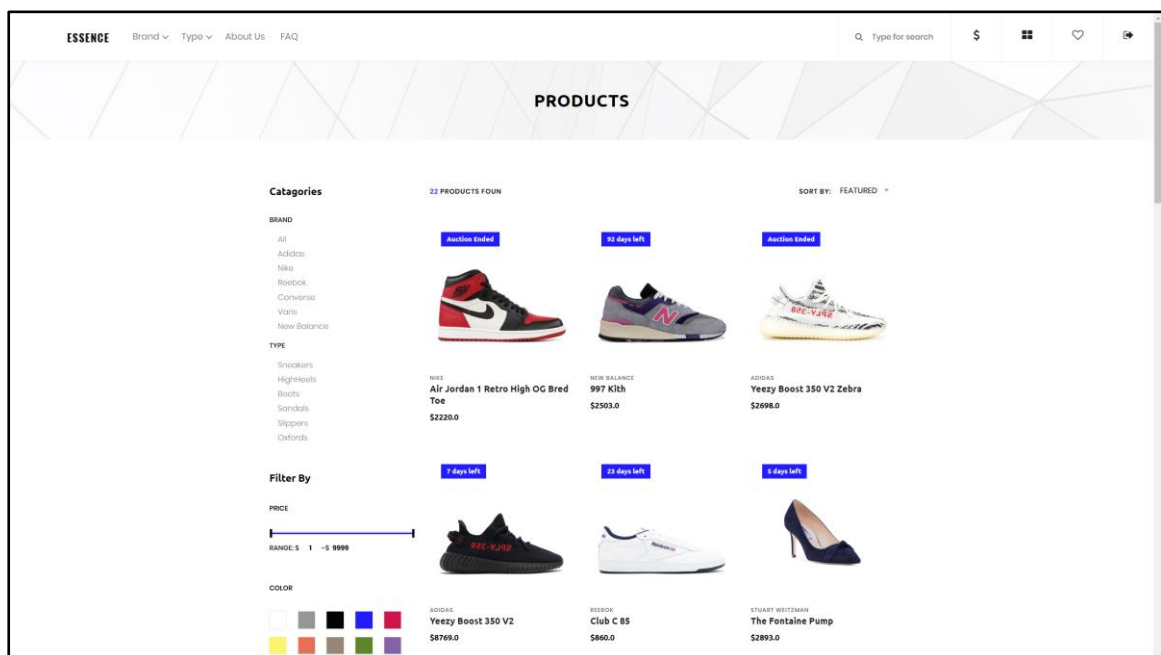 ESSENCE Brand Type About Us FAQ Type for search $
PRODUCTS
Catagories
BRAND
All
Adidas
Nike
Reebok
Converse
Vans
New Balance
TYPE
Sneakers
HighHeels
Boots
Sandals
Slippers
Oxfords
Filter By
PRICE
RANGE: $ 1 -$ 9999
COLOR
22 PRODUCTS FOUN
SORT BY: FEATURED
Auction Ended
NIKE
Air Jordan 1 Retro High OG Bred
Toe
$2220.0
92 days left
N
NEW BALANCE
997 Kith
$2503.0
Auction Ended
SPLY-350
ADIDAS
Yeezy Boost 350 V2 Zebra
$2698.0
7 days left
SPLY-350
ADIDAS
Yeezy Boost 350 V2
$8769.0
23 days left
Reebok
REEBOK
Club C 85
$860.0
5 days left
STUART WEITZMAN
The Fontaine Pump
$2893.0